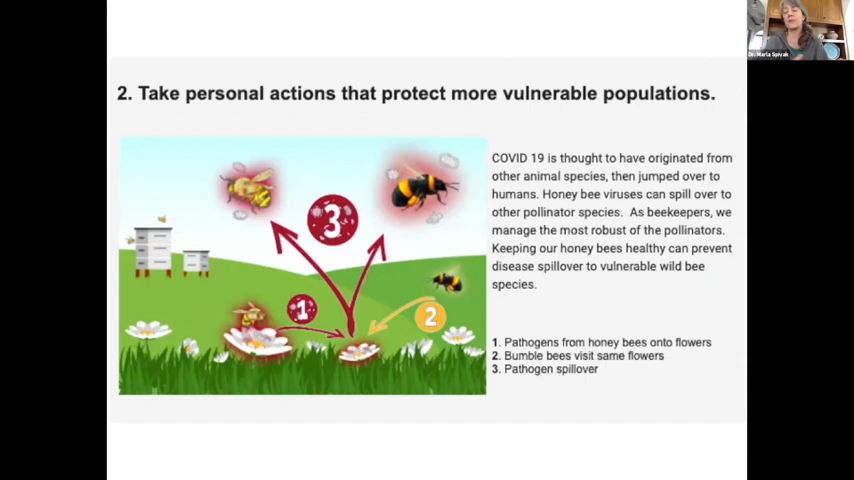 Dr. Marla Spivak
2. Take personal actions that protect more vulnerable populations.
COVID 19 is thought to have originated from
other animal species, then jumped over to
humans. Honey bee viruses can spill over to
other pollinator species. As beekeepers, we
manage the most robust of the pollinators.
Keeping our honey bees healthy can prevent
disease spillover to vulnerable wild bee
species.
3
1
2
1. Pathogens from honey bees onto flowers
2. Bumble bees visit same flowers
3. Pathogen spillover